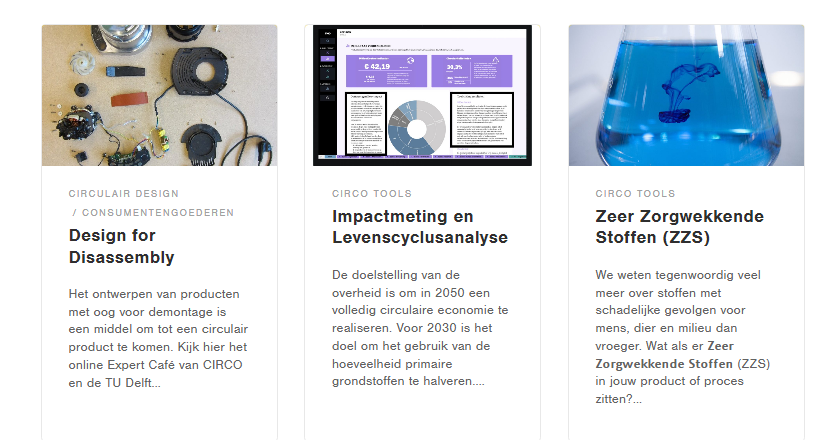 CIRCULAIR DESIGN
/ CONSUMENTENGOEDEREN
Design for
Disassembly
Het ontwerpen van producten
met oog voor demontage is
een middel om tot een circulair
product te komen. Kijk hier het
online Expert Café van CIRCO
en de TU Delft...
€ 42,19
36,3%
CIRCO TOOLS
Impactmeting en
Levenscyclusanalyse
De doelstelling van de
overheid is om in 2050 een
volledig circulaire economie te
realiseren. Voor 2030 is het
doel om het gebruik van de
hoeveelheid primaire
grondstoffen te halveren....
CIRCO TOOLS
Zeer Zorgwekkende
Stoffen (ZZS)
We weten tegenwoordig veel
meer over stoffen met
schadelijke gevolgen voor
mens, dier en milieu dan
vroeger. Wat als er Zeer
Zorgwekkende Stoffen (ZZS)
in jouw product of proces
zitten?...